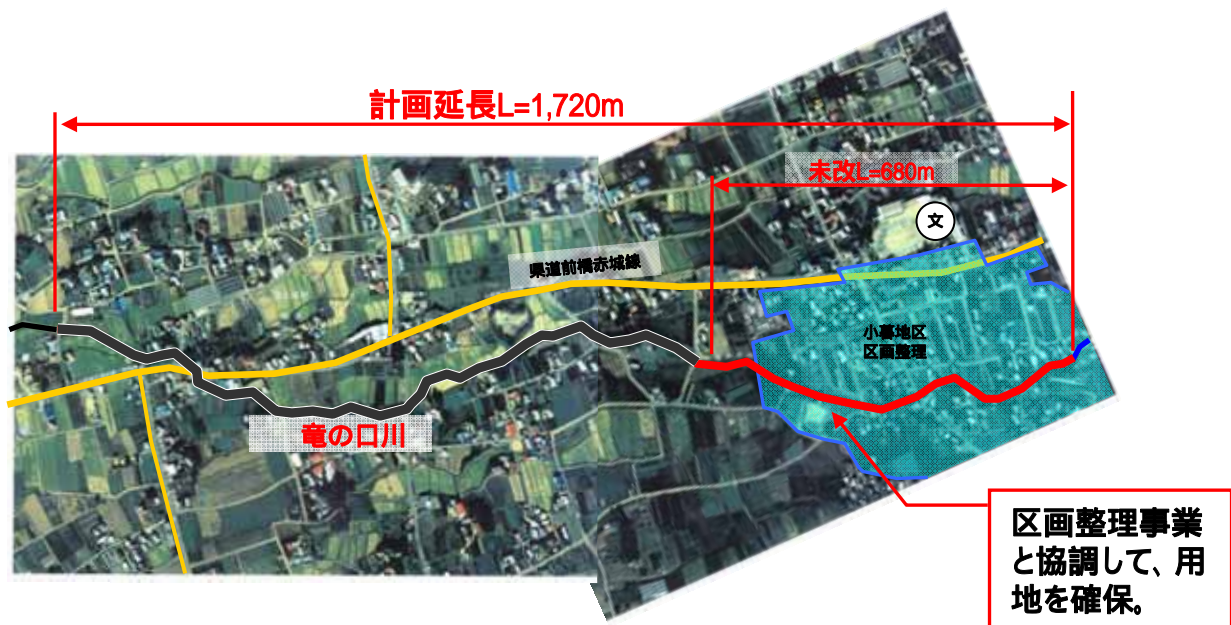 計画延長L=1,720m
未改L=680m
文
県道前橋赤城線
小暮地区
区画整理
竜の口川
区画整理事業
と協調して、用
地を確保。